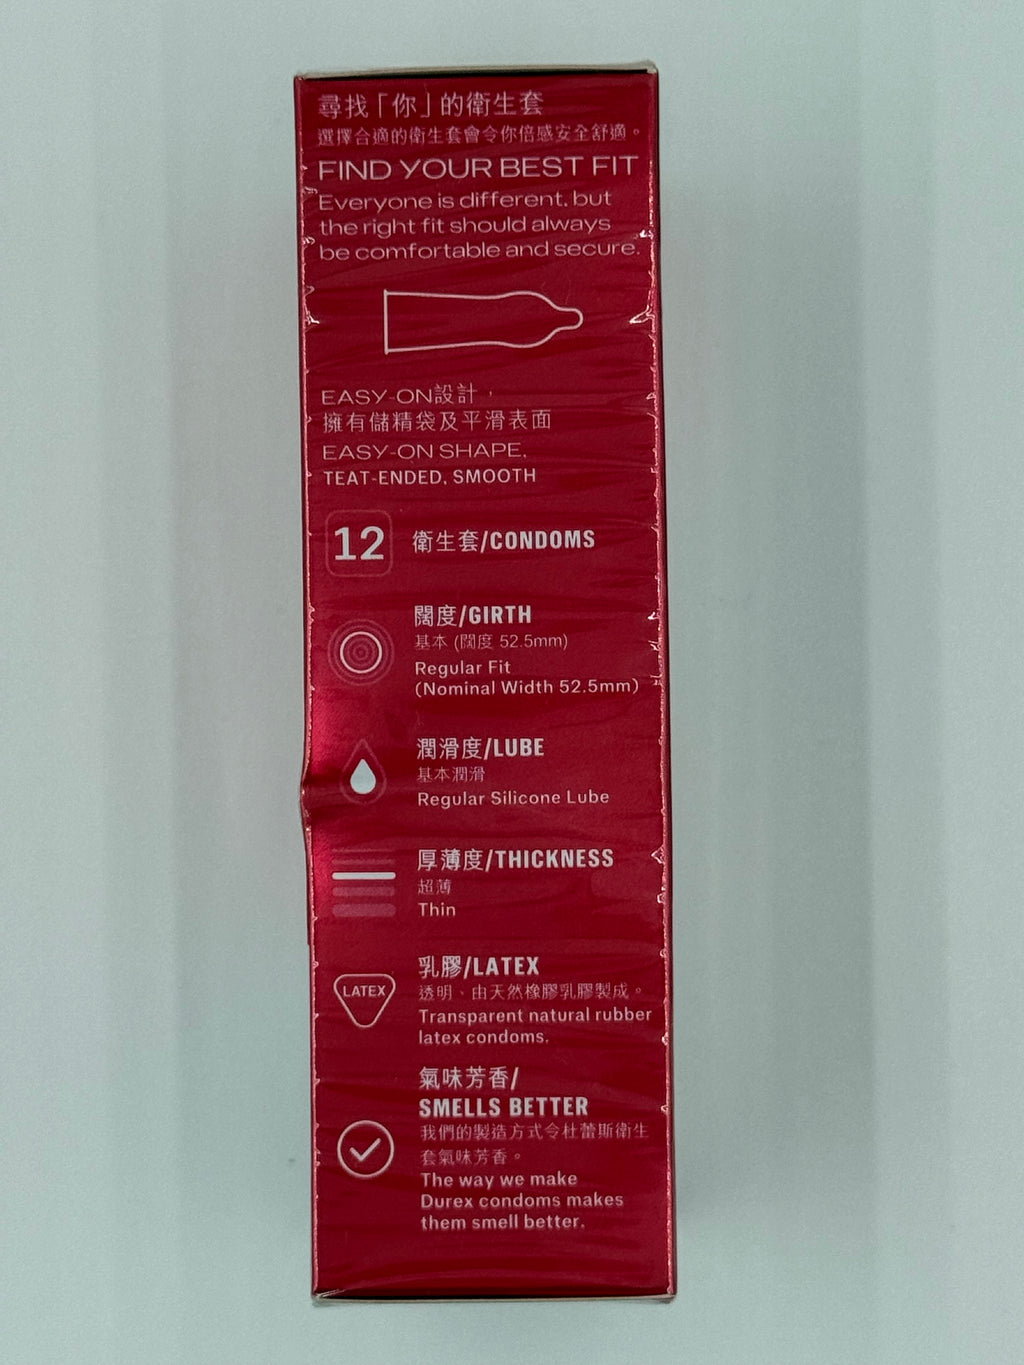 尋找「你」的衛生套
選擇合適的衛生套會令你倍感安全舒適。
FIND YOUR BEST FIT
Everyone is different, but
the right fit should always
be comfortable and secure.
EASY-ON設計，
擁有儲精袋及平滑表面
EASY-ON SHAPE,
TEAT-ENDED, SMOOTH
12 衛生套/CONDOMS
闊度/GIRTH
基本 (闊度 52.5mm)
Regular Fit
(Nominal Width 52.5mm)
潤滑度/LUBE
基本潤滑
Regular Silicone Lube
厚薄度/THICKNESS
超薄
Thin
乳膠/LATEX
LATEX
透明、由天然橡膠乳膠製成。
Transparent natural rubber
latex condoms.
氣味芳香/
SMELLS BETTER
我們的製造方式令杜蕾斯衛生
套氣味芳香。
The way we make
Durex condoms makes
them smell better.